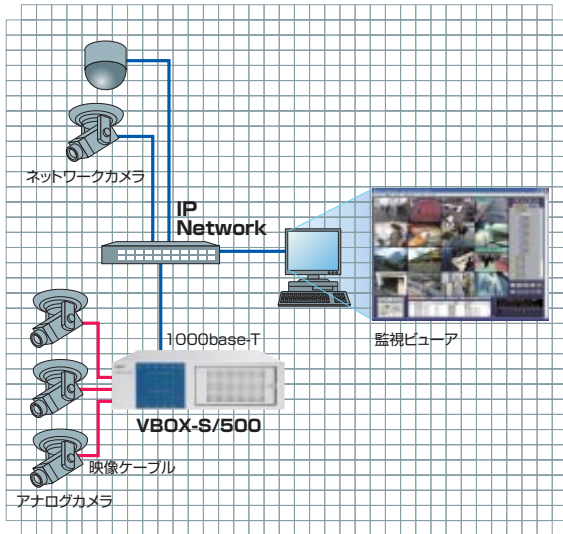 ネットワークカメラ
IP
Network
1000base-T
監視ビューア
VBOX-S/500
映像ケーブル
アナログカメラ